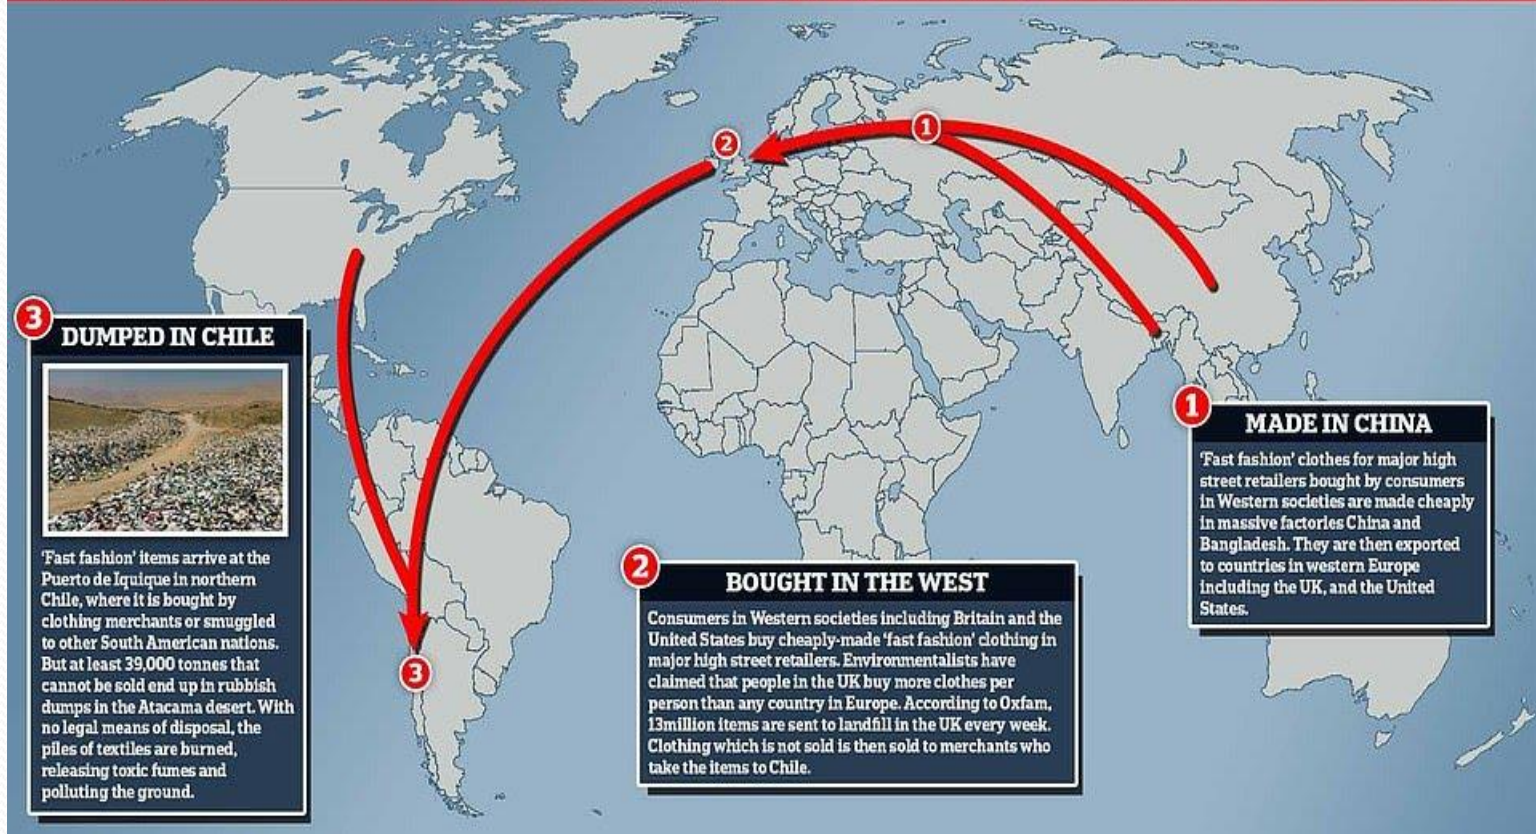 1
2
3
3
DUMPED IN CHILE
'Fast fashion' items arrive at the
Puerto de Iquique in northern
Chile, where it is bought by
clothing merchants or smuggled
to other South American nations.
But at least 39,000 tonnes that
cannot be sold end up in rubbish
dumps in the Atacama desert. With
no legal means of disposal, the
piles of textiles are burned,
releasing toxic fumes and
polluting the ground.
2
BOUGHT IN THE WEST
Consumers in Western societies including Britain and the
United States buy cheaply-made 'fast fashion' clothing in
major high street retailers. Environmentalists have
claimed that people in the UK buy more clothes per
person than any country in Europe. According to Oxfam,
13million items are sent to landfill in the UK every week.
Clothing which is not sold is then sold to merchants who
take the items to Chile.
1
MADE IN CHINA
'Fast fashion' clothes for major high
street retailers bought by consumers
in Western societies are made cheaply
in massive factories China and
Bangladesh. They are then exported
to countries in western Europe
including the UK, and the United
States.